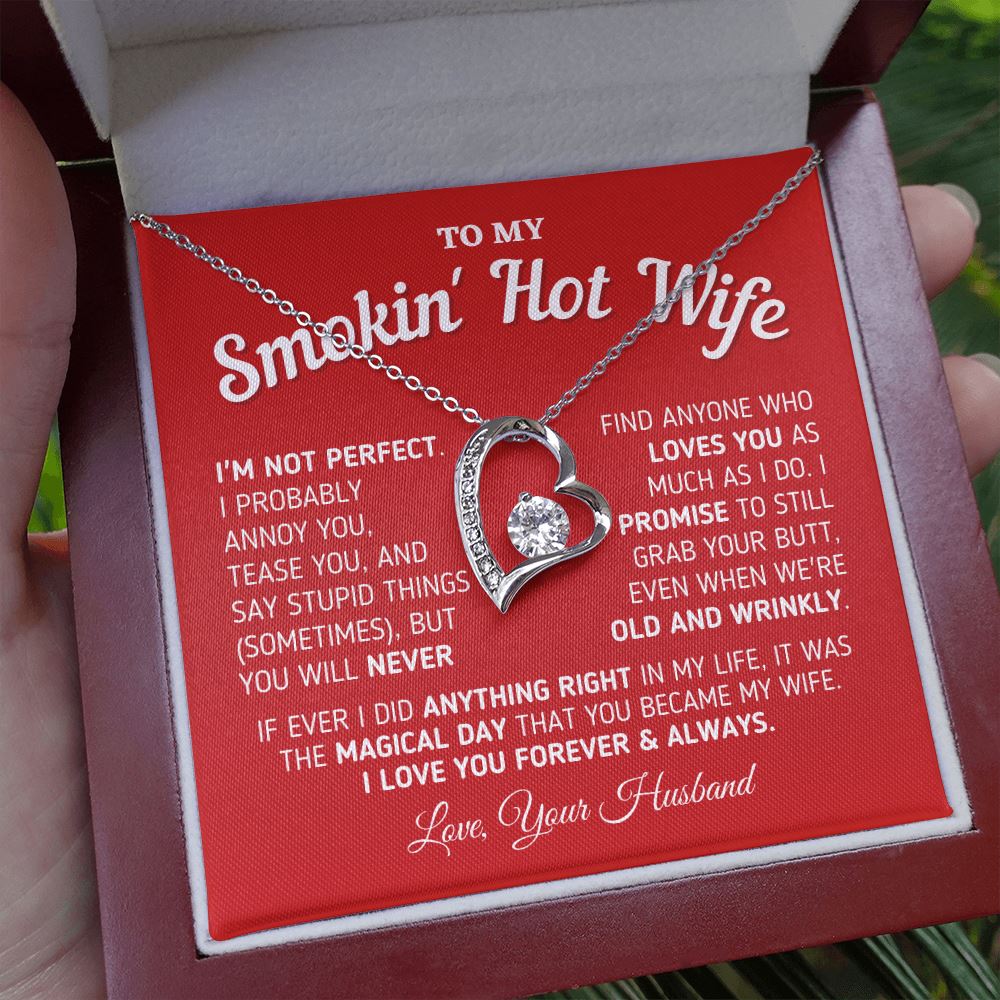 TO MY
Smokin' Hot Wife
I'M NOT PERFECT.
I PROBABLY
ANNOY YOU,
TEASE YOU, AND
SAY STUPID THINGS
(SOMETIMES), BUT
YOU WILL NEVER
FIND ANYONE WHO
LOVES YOU AS
MUCH AS I DO. I
PROMISE TO STILL
GRAB YOUR BUTT,
EVEN WHEN WE'RE
OLD AND WRINKLY.
IF EVER I DID ANYTHING RIGHT IN MY LIFE, IT WAS
THE MAGICAL DAY THAT YOU BECAME MY WIFE.
I LOVE YOU FOREVER & ALWAYS.
Love, Your Husband